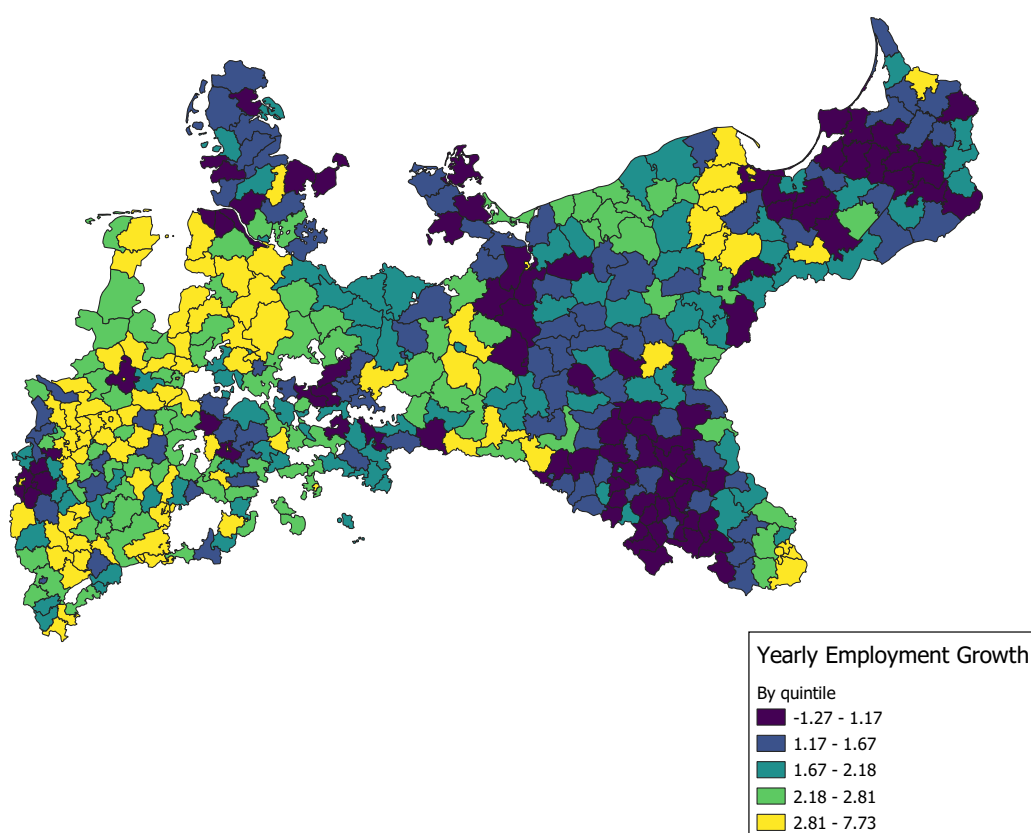 Yearly Employment Growth
By quintile
-1.27 - 1.17
1.17 - 1.67
1.67 - 2.18
2.18 - 2.81
2.81 - 7.73